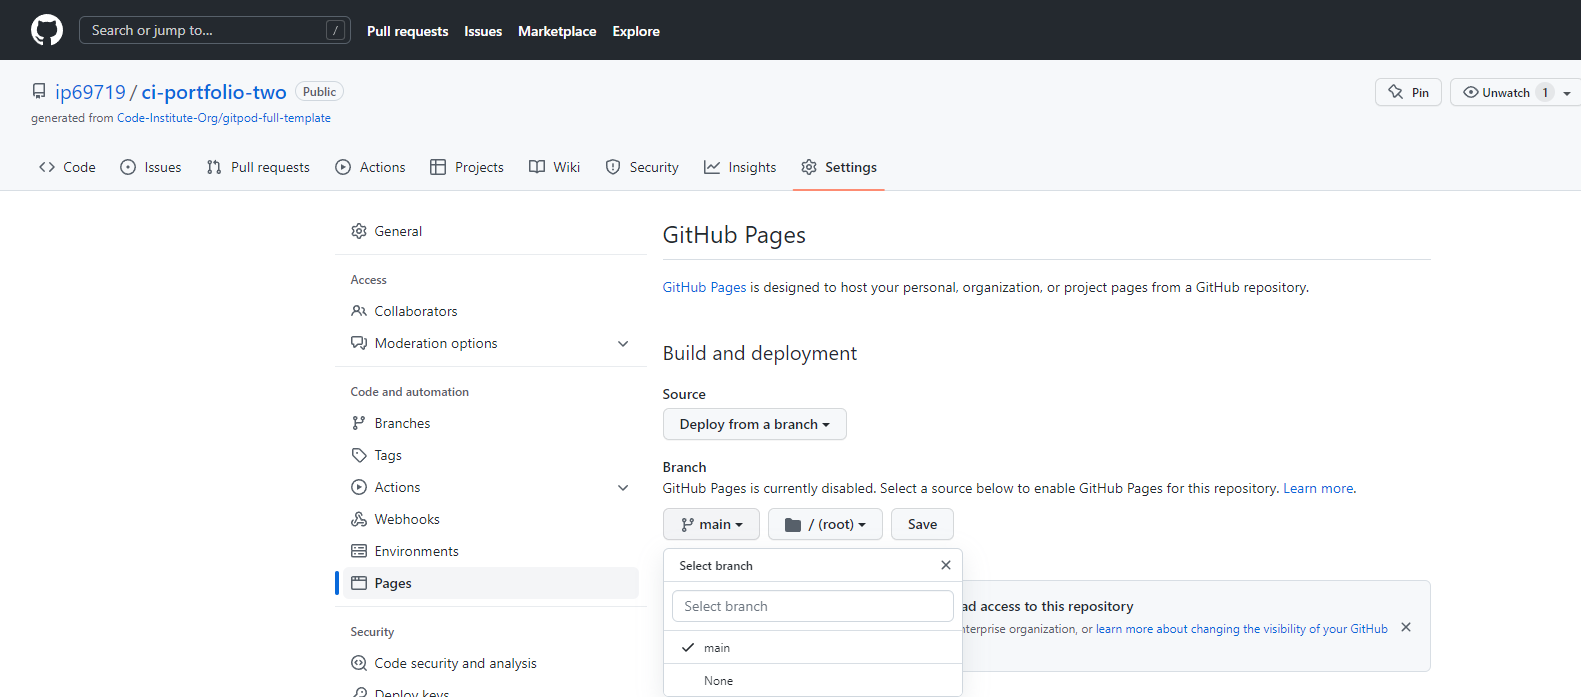 Search or jump to... /
Pull requests Issues Marketplace Explore
ip69719 / ci-portfolio-two Public
Pin
Unwatch 1
generated from Code-Institute-Org/gitpod-full-template
Code Issues Pull requests Actions Projects Wiki Security Insights Settings
General
Access
Collaborators
Moderation options
Code and automation
Branches
Tags
Actions
Webhooks
Environments
Pages
Security
Code security and analysis
Deploy keys
GitHub Pages
GitHub Pages is designed to host your personal, organization, or project pages from a GitHub repository.
Build and deployment
Source
Deploy from a branch
Branch
GitHub Pages is currently disabled. Select a source below to enable GitHub Pages for this repository. Learn more.
main / (root) Save
Select branch
Select branch
main
None
access to this repository
organization, or learn more about changing the visibility of your GitHub